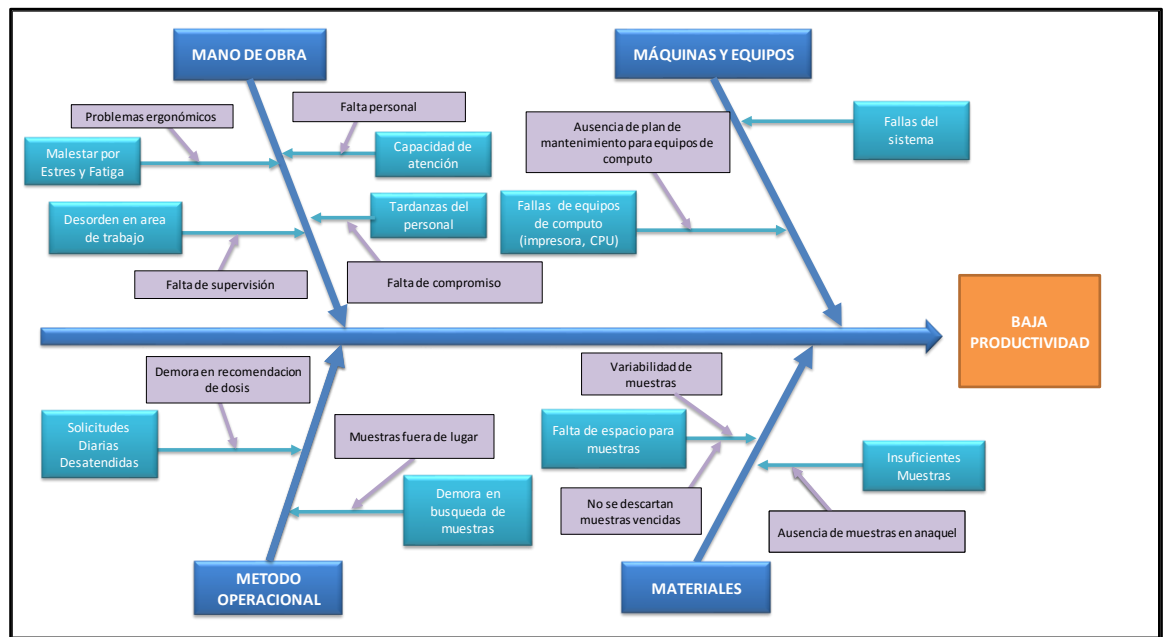 MANO DE OBRA
MÁQUINAS Y EQUIPOS
Problemas ergonómicos
Falta personal
Malestar por
Estres y Fatiga
Capacidad de
atención
Desorden en area
de trabajo
Tardanzas del
personal
Falta de supervisión
Falta de compromiso
Ausencia de plan de
mantenimiento para equipos de
computo
Fallas del
sistema
Fallas de equipos
de computo
(impresora, CPU)
BAJA
PRODUCTIVIDAD
Demora en recomendacion
de dosis
Solicitudes
Diarias
Desatendidas
Muestras fuera de lugar
Demora en
busqueda de
muestras
Variabilidad de
muestras
Falta de espacio para
muestras
No se descartan
muestras vencidas
Insuficientes
Muestras
Ausencia de muestras en anaquel
METODO
OPERACIONAL
MATERIALES